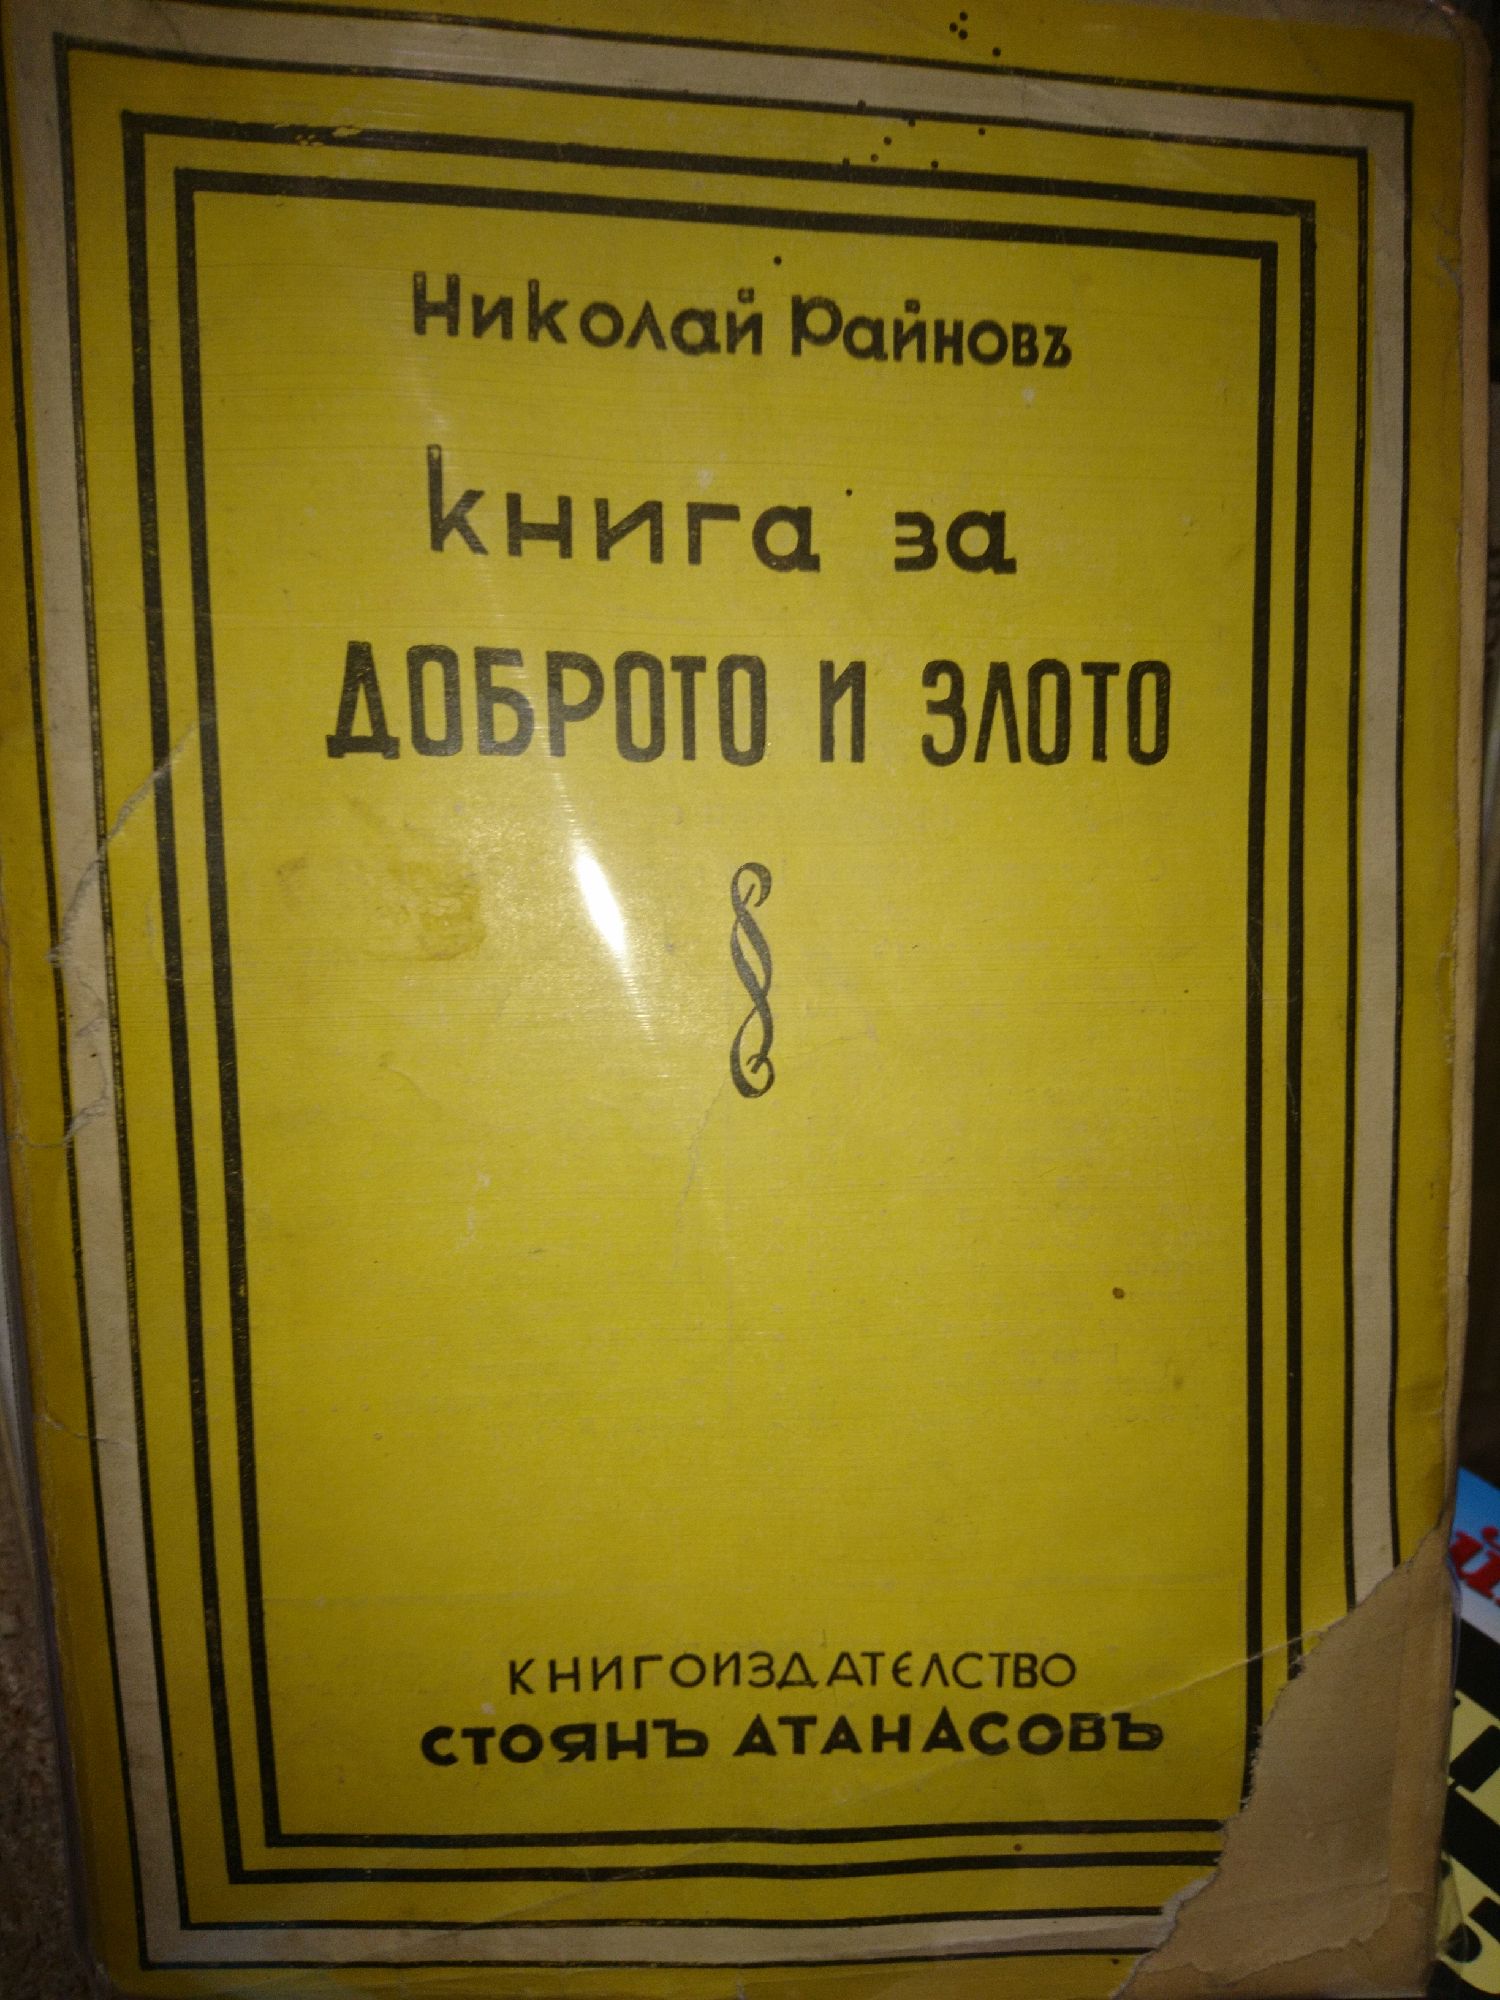 Николай Райновъ
книга за
ДОБРОТО И ЗЛОТО
КНИГОИЗДАТЕЛСТВО
СТОЯНЪ АТАНАСОВЪ